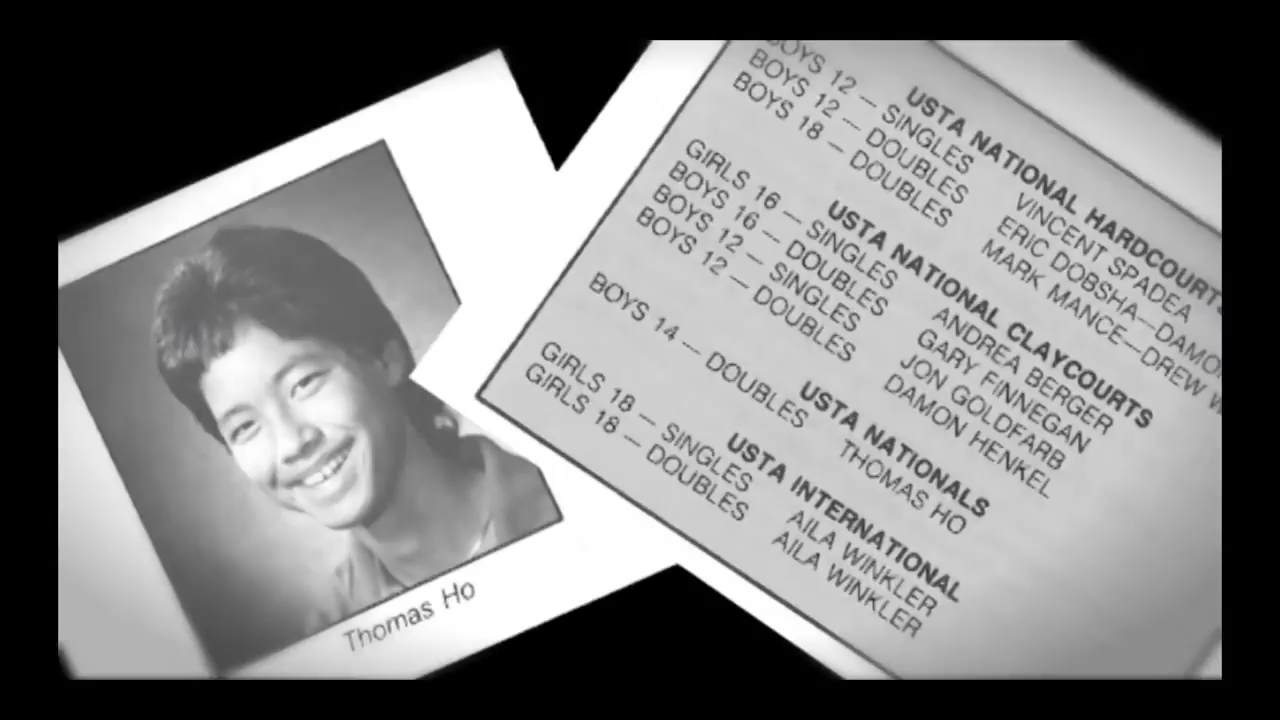 Thomas Ho
USTA NATIONAL HARDCOURTS
BOYS 12 — SINGLES VINCENT SPADEA
BOYS 12 — DOUBLES ERIC DOBSHA—DAMON
BOYS 18 — DOUBLES MARK MANCE—DREW
USTA NATIONAL CLAYCOURTS
GIRLS 16 — SINGLES ANDREA BERGER
BOYS 16 — DOUBLES GARY FINNEGAN
BOYS 12 — SINGLES JON GOLDFARB
BOYS 12 — DOUBLES DAMON HENKEL
USTA NATIONALS
BOYS 14 — DOUBLES THOMAS HO
USTA INTERNATIONAL
GIRLS 18 — SINGLES AILA WINKLER
GIRLS 18 — DOUBLES AILA WINKLER